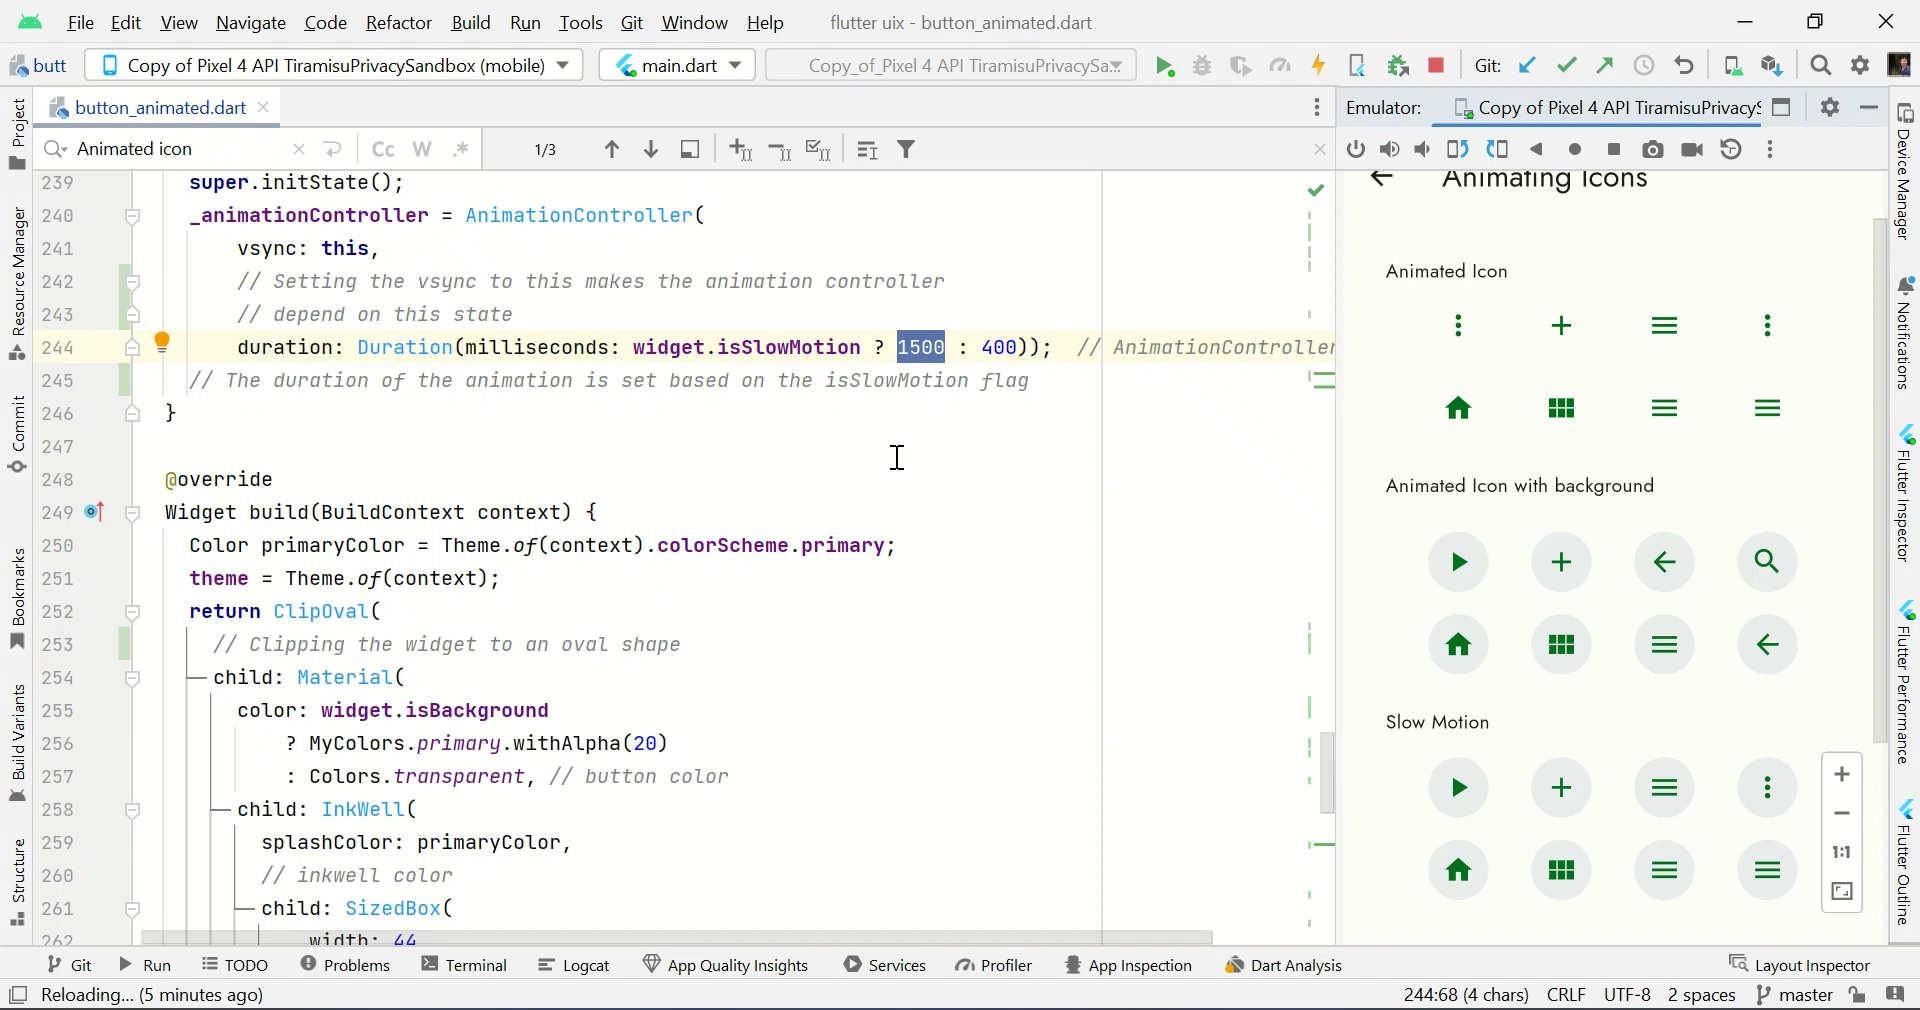 File Edit View Navigate Code Refactor Build Run Tools Git Window Help flutter uix - button_animated.dart
butt Copy of Pixel 4 API TiramisuPrivacySandbox (mobile) main.dart Copy_of_Pixel 4 API TiramisuPrivacySa... Git:
button_animated.dart
Emulator: Copy of Pixel 4 API TiramisuPrivacyS
Animated icon Cc W .* 1/3
239 super.initState();
240 _animationController = AnimationController(
241 vsync: this,
242 // Setting the vsync to this makes the animation controller
243 // depend on this state
244 duration: Duration(milliseconds: widget.isSlowMotion ? 1500 : 400)); // AnimationController
245 // The duration of the animation is set based on the isSlowMotion flag
246 }
247
248 @override
249 Widget build(BuildContext context) {
250 Color primaryColor = Theme.of(context).colorScheme.primary;
251 theme = Theme.of(context);
252 return ClipOval(
253 // Clipping the widget to an oval shape
254 child: Material(
255 color: widget.isBackground
256 ? MyColors.primary.withAlpha(20)
257 : Colors.transparent, // button color
258 child: InkWell(
259 splashColor: primaryColor,
260 // inkwell color
261 child: SizedBox(
262 width: 44
Animating Icons
Animated Icon
Animated Icon with background
Slow Motion
1:1
Project
Resource Manager
Commit
Bookmarks
Build Variants
Structure
Device Manager
Notifications
Flutter Inspector
Flutter Performance
Flutter Outline
Git Run TODO Problems Terminal Logcat App Quality Insights Services Profiler App Inspection Dart Analysis Layout Inspector
Reloading... (5 minutes ago) 244:68 (4 chars) CRLF UTF-8 2 spaces master